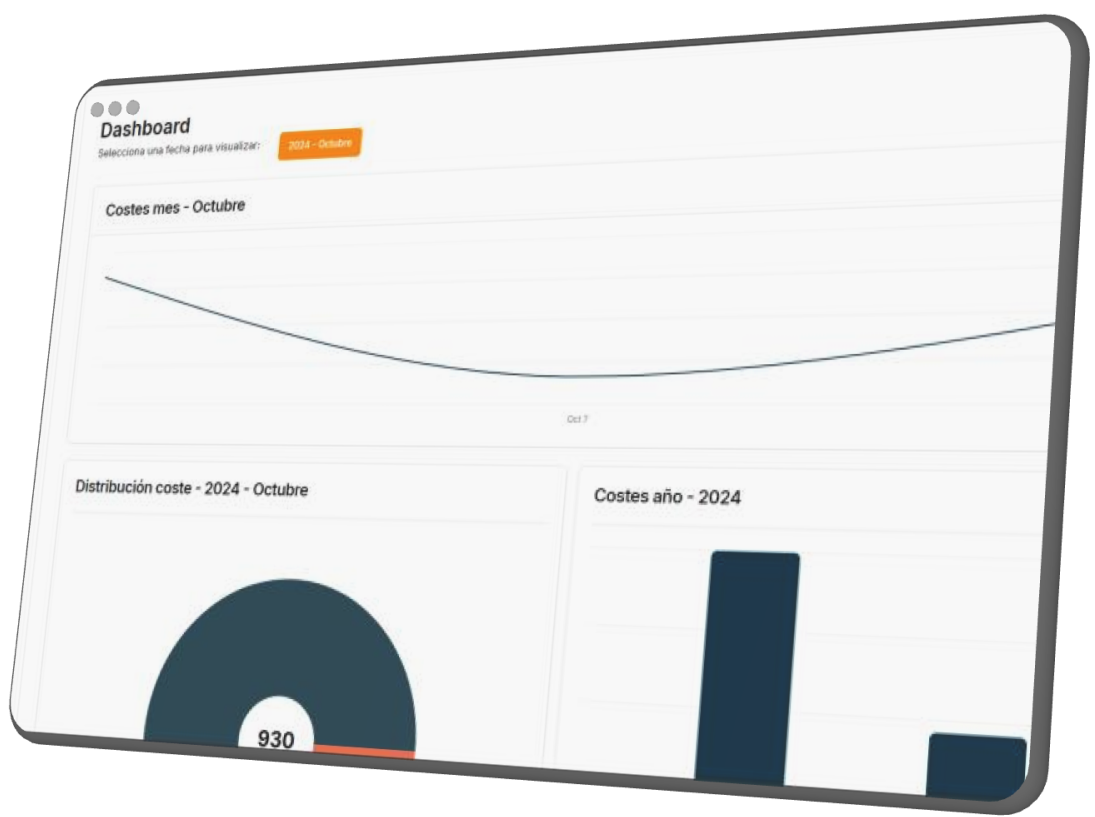 Dashboard
Selecciona una fecha para visualizar:
2024 - Octubre
Costes mes - Octubre
Oct 7
Distribución coste - 2024 - Octubre
930
Costes año - 2024